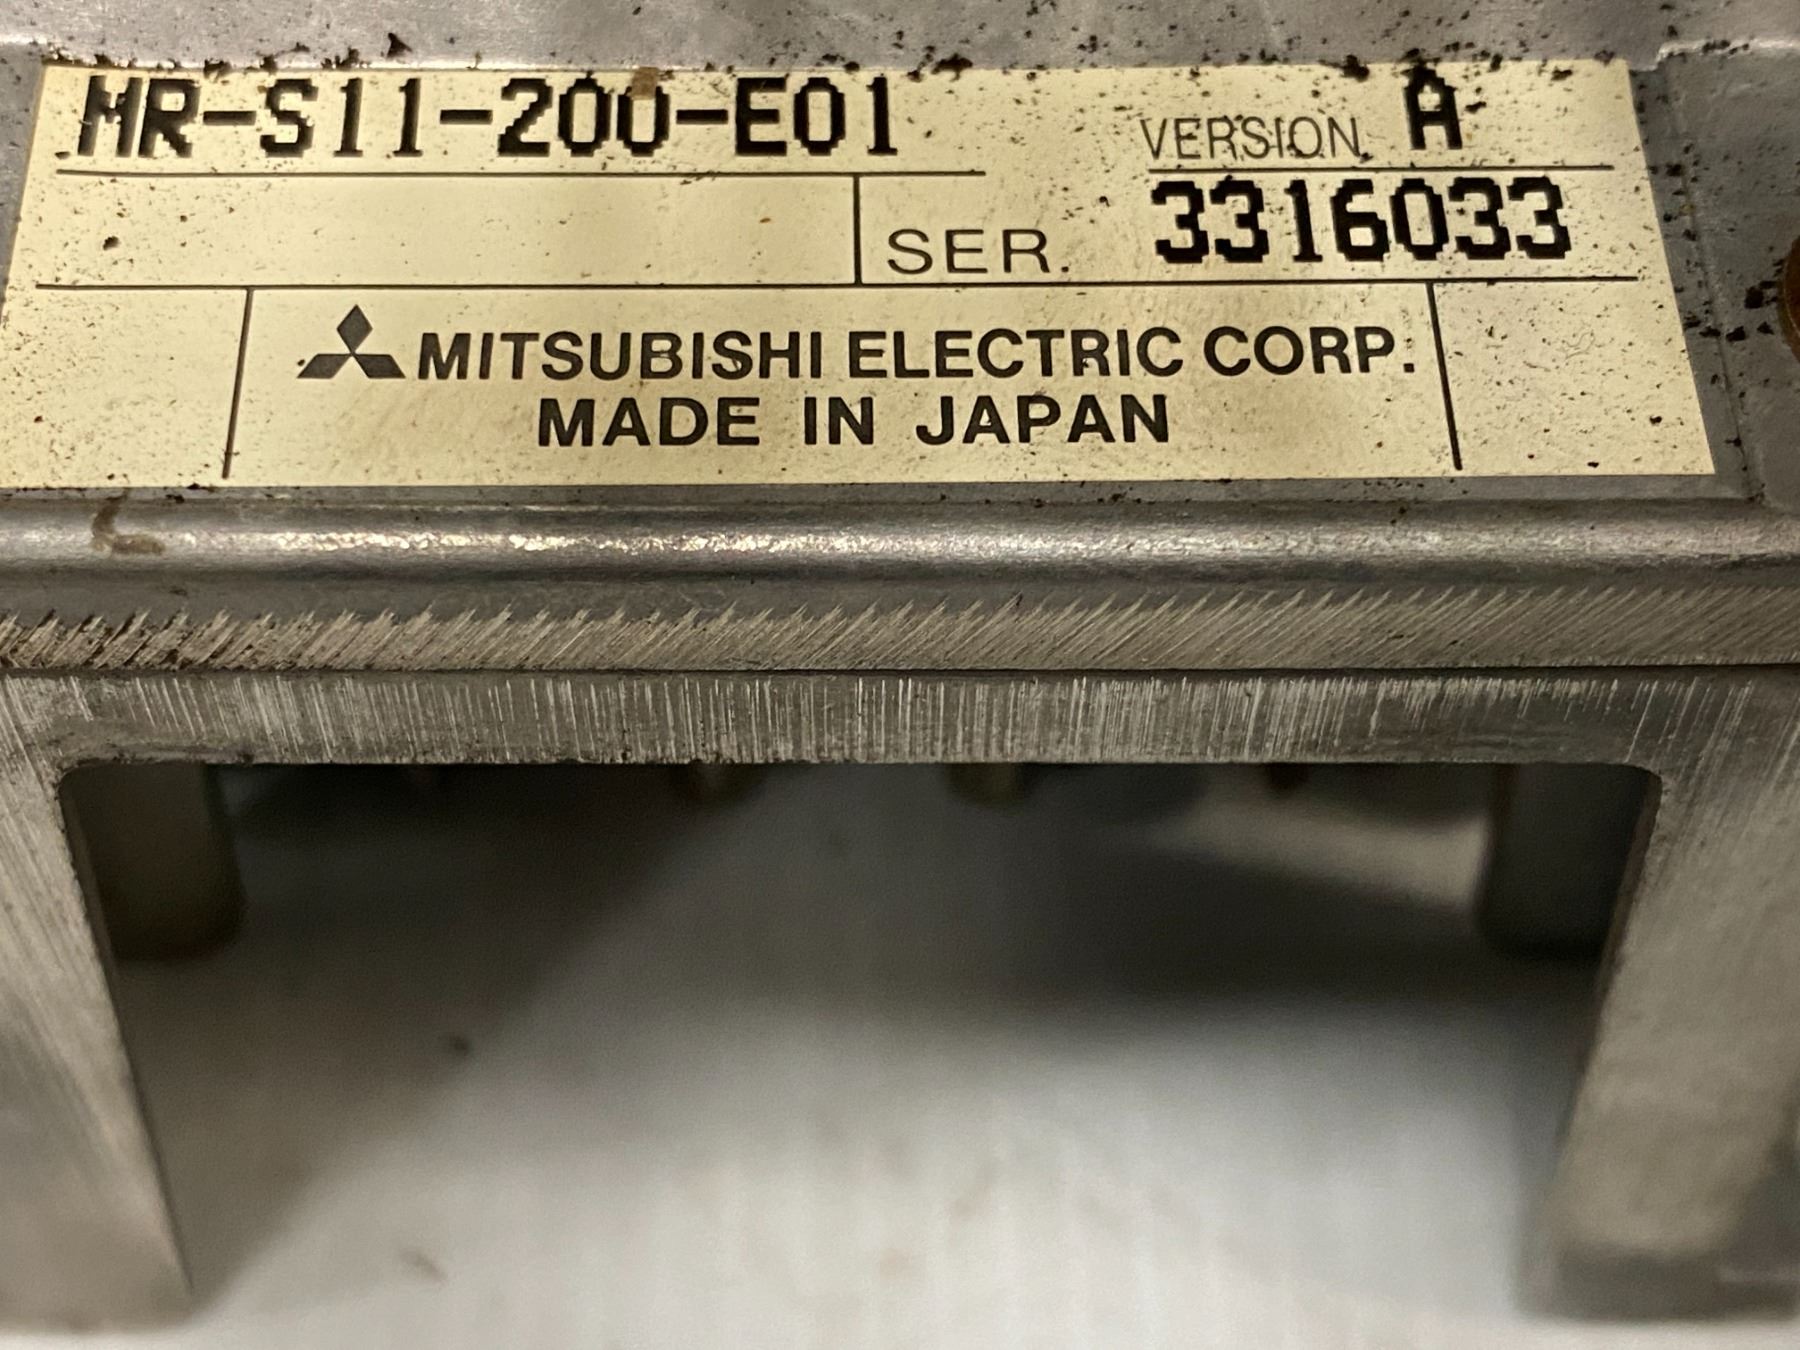 MR-S11-200-E01 VERSION A
SER. 3316033
MITSUBISHI ELECTRIC CORP.
MADE IN JAPAN